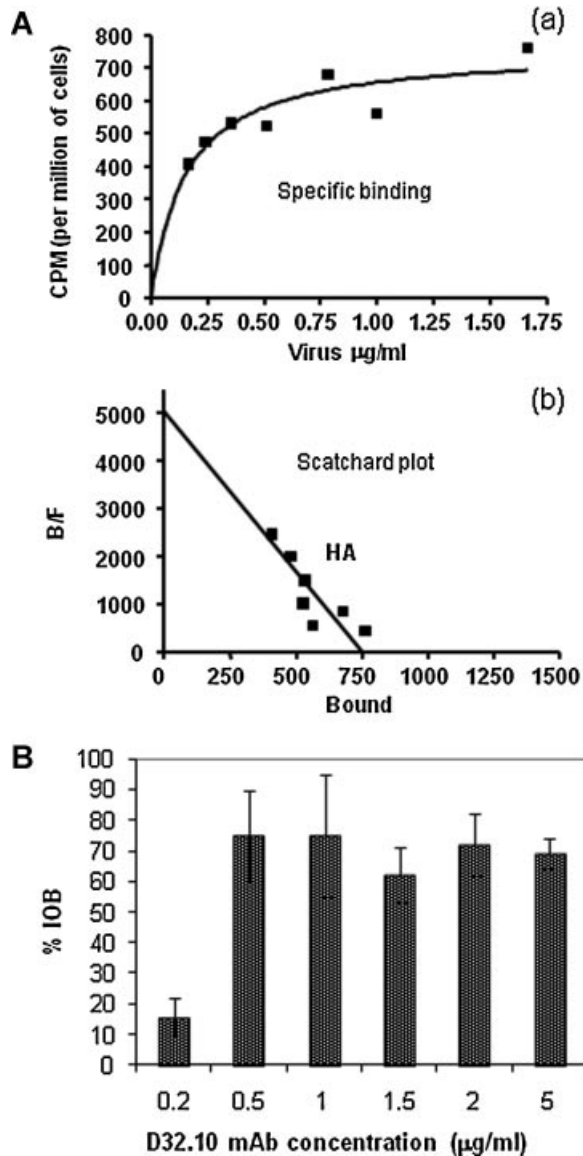 A
(a)
CPM (per million of cells)
800
700
600
500
400
300
200
100
0
Specific binding
0.00 0.25 0.50 0.75 1.00 1.25 1.50 1.75
Virus µg/ml
(b)
B/F
5000
4000
3000
2000
1000
0
Scatchard plot
HA
0 250 500 750 1000 1250 1500
Bound
B
% IOB
100
90
80
70
60
50
40
30
20
10
0
0.2 0.5 1 1.5 2 5
D32.10 mAb concentration (µg/ml)